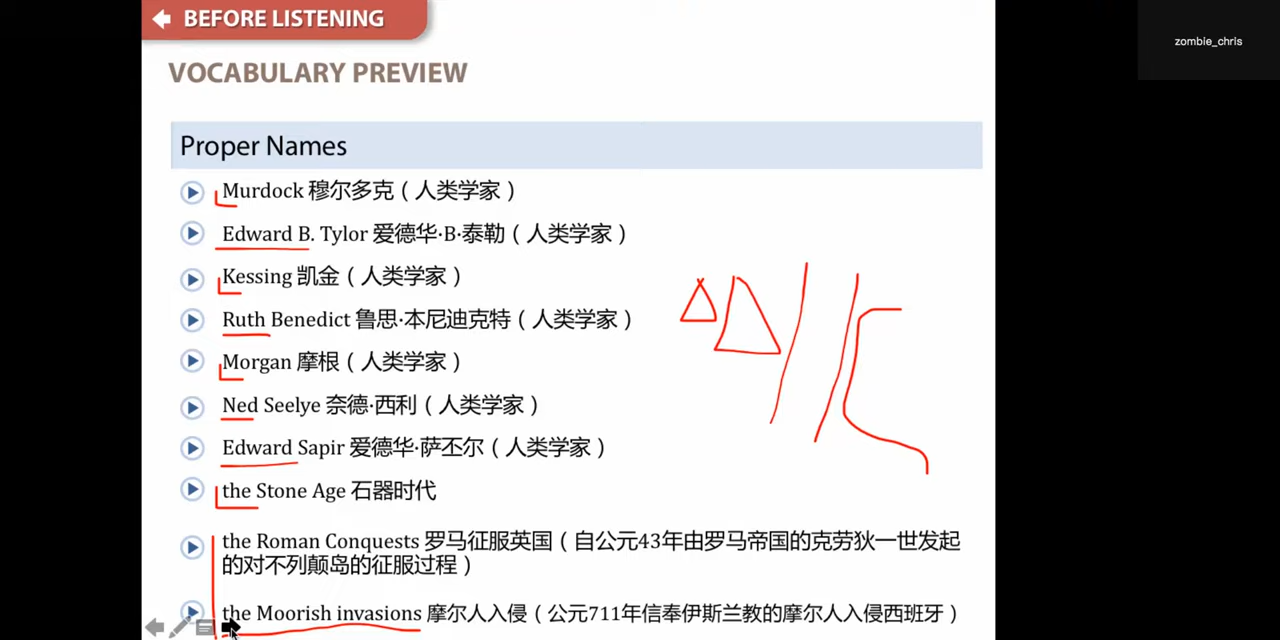 BEFORE LISTENING
zombie_chris
VOCABULARY PREVIEW
Proper Names
Murdock 穆尔多克（人类学家）
Edward B. Tylor 爱德华·B·泰勒（人类学家）
Kessing 凯金（人类学家）
Ruth Benedict 鲁思·本尼迪克特（人类学家）
Morgan 摩根（人类学家）
Ned Seelye 奈德·西利（人类学家）
Edward Sapir 爱德华·萨丕尔（人类学家）
the Stone Age 石器时代
the Roman Conquests 罗马征服英国（自公元43年由罗马帝国的克劳狄一世发起
的对不列颠岛的征服过程）
the Moorish invasions 摩尔人入侵（公元711年信奉伊斯兰教的摩尔人入侵西班牙）